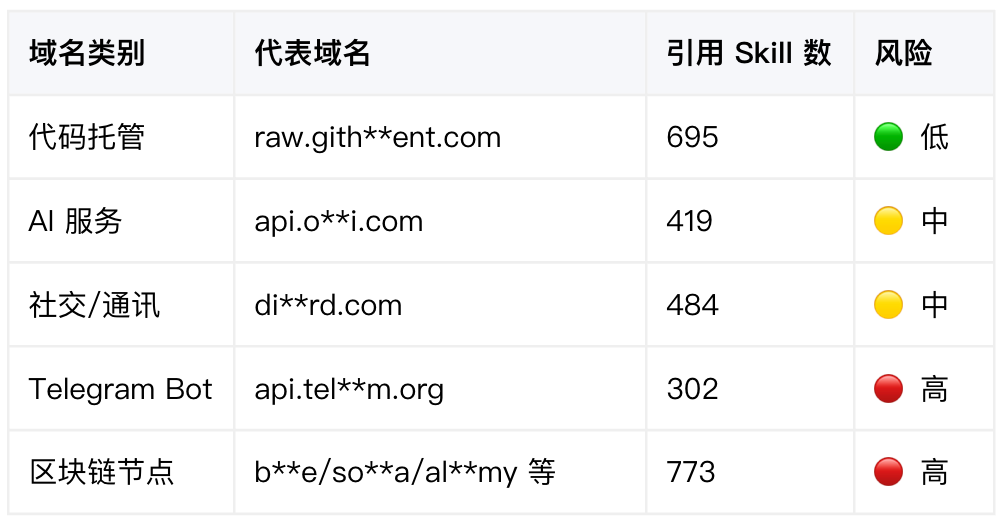 域名类别 代表域名 引用 Skill 数 风险
代码托管 raw.gith**ent.com 695 低
AI 服务 api.o**i.com 419 中
社交/通讯 di**rd.com 484 中
Telegram Bot api.tel**m.org 302 高
区块链节点 b**e/so**a/al**my 等 773 高